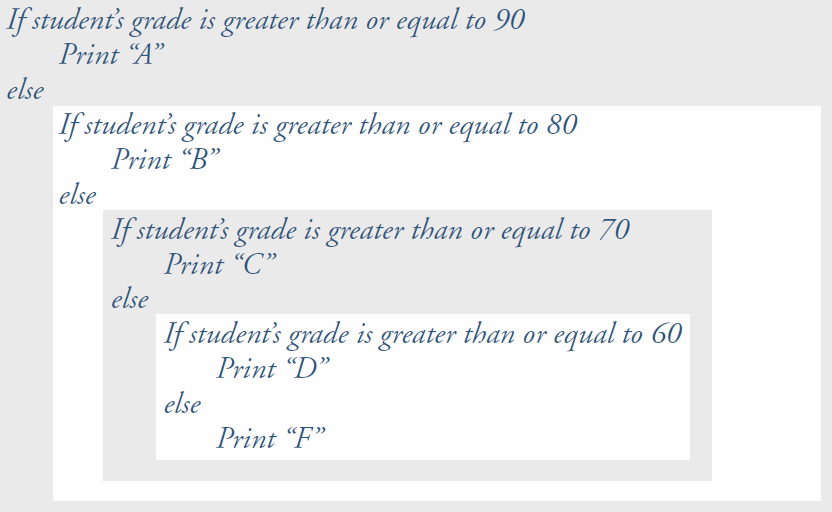 If student’s grade is greater than or equal to 90
Print “A”
else
If student’s grade is greater than or equal to 80
Print “B”
else
If student’s grade is greater than or equal to 70
Print “C”
else
If student’s grade is greater than or equal to 60
Print “D”
else
Print “F”